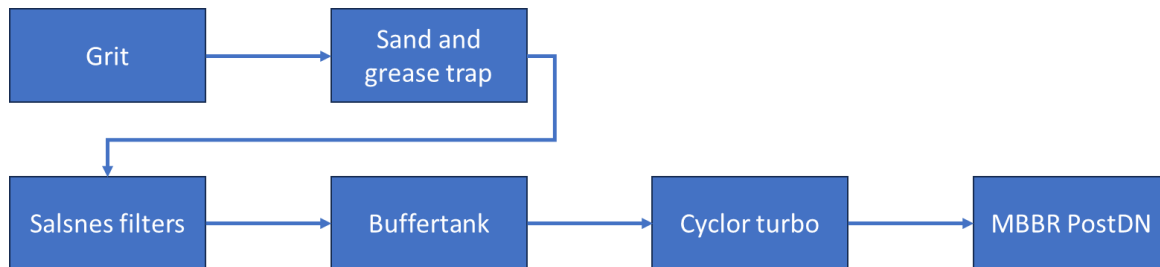 Grit
Sand and
grease trap
Salsnes filters
Buffertank
Cyclor turbo
MBBR PostDN